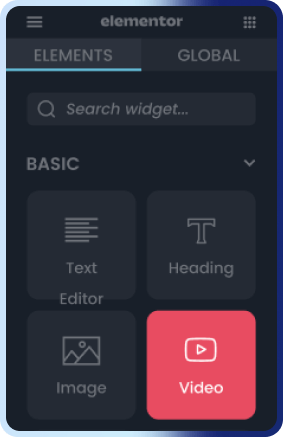 elementor
ELEMENTS GLOBAL
Search widget...
BASIC
Text
Editor
Heading
Image
Video